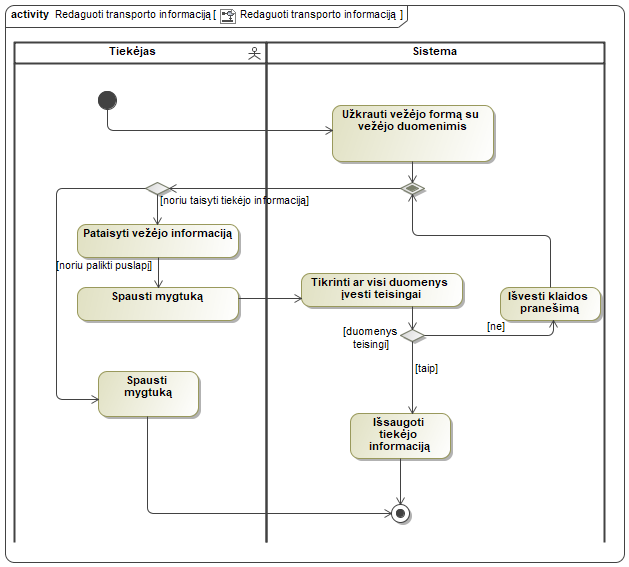 activity Redaguoti transporto informaciją [ Redaguoti transporto informaciją ]
Tiekėjas
Sistema
Užkrauti vežėjo formą su
vežėjo duomenimis
[noriu taisyti tiekėjo informaciją]
Pataisyti vežėjo informaciją
[noriu palikti puslapį]
Spausti mygtuką
Tikrinti ar visi duomenys
įvesti teisingai
Išvesti klaidos
pranešimą
[duomenys
teisingi]
[ne]
[taip]
Spausti
mygtuką
Išsaugoti
tiekėjo
informaciją